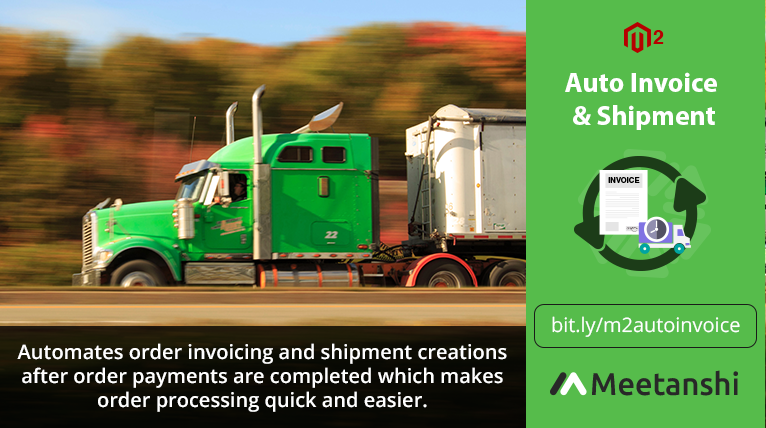 2
Auto Invoice
& Shipment
INVOICE
22
bit.ly/m2autoinvoice
Meetanshi
Automates order invoicing and shipment creations
after order payments are completed which makes
order processing quick and easier.